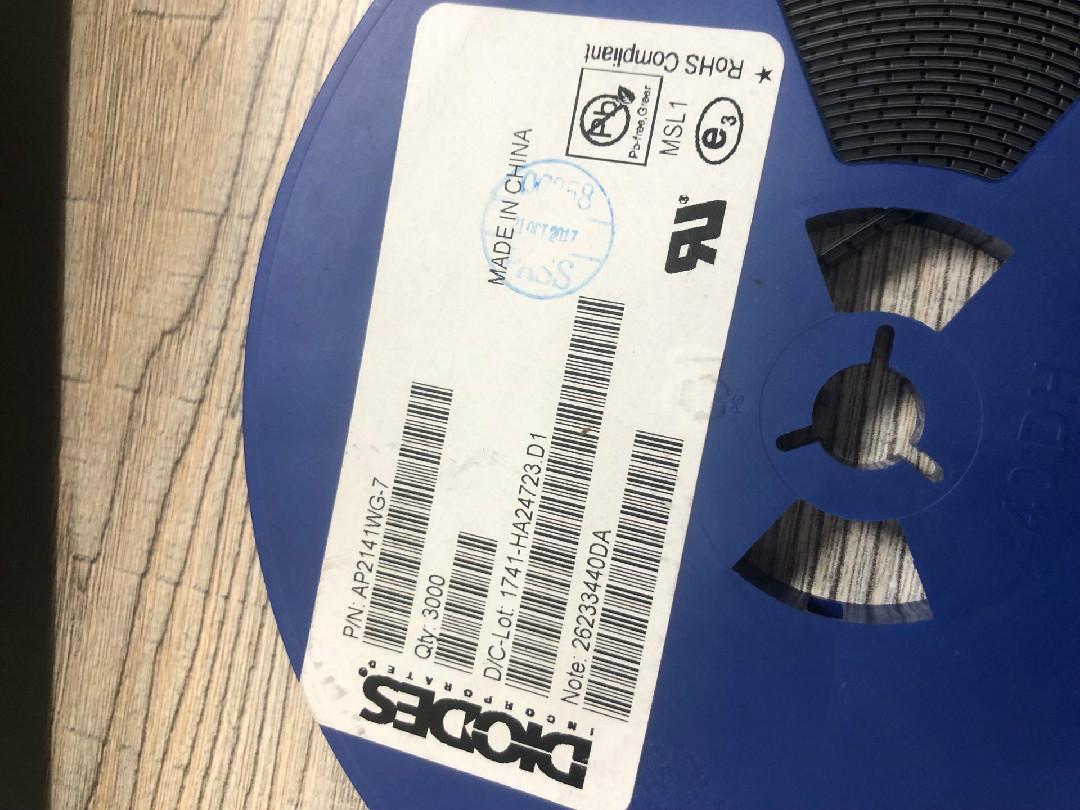 DIODES®
INCORPORATED
P/N: AP2141WG-7
Qty: 3000
D/C-Lot: 1741-HA24723.D1
Note: 26233440DA
MADE IN CHINA
OCT 2017
Pb
Pb-free, Green
MSL1
e3
RoHS Compliant